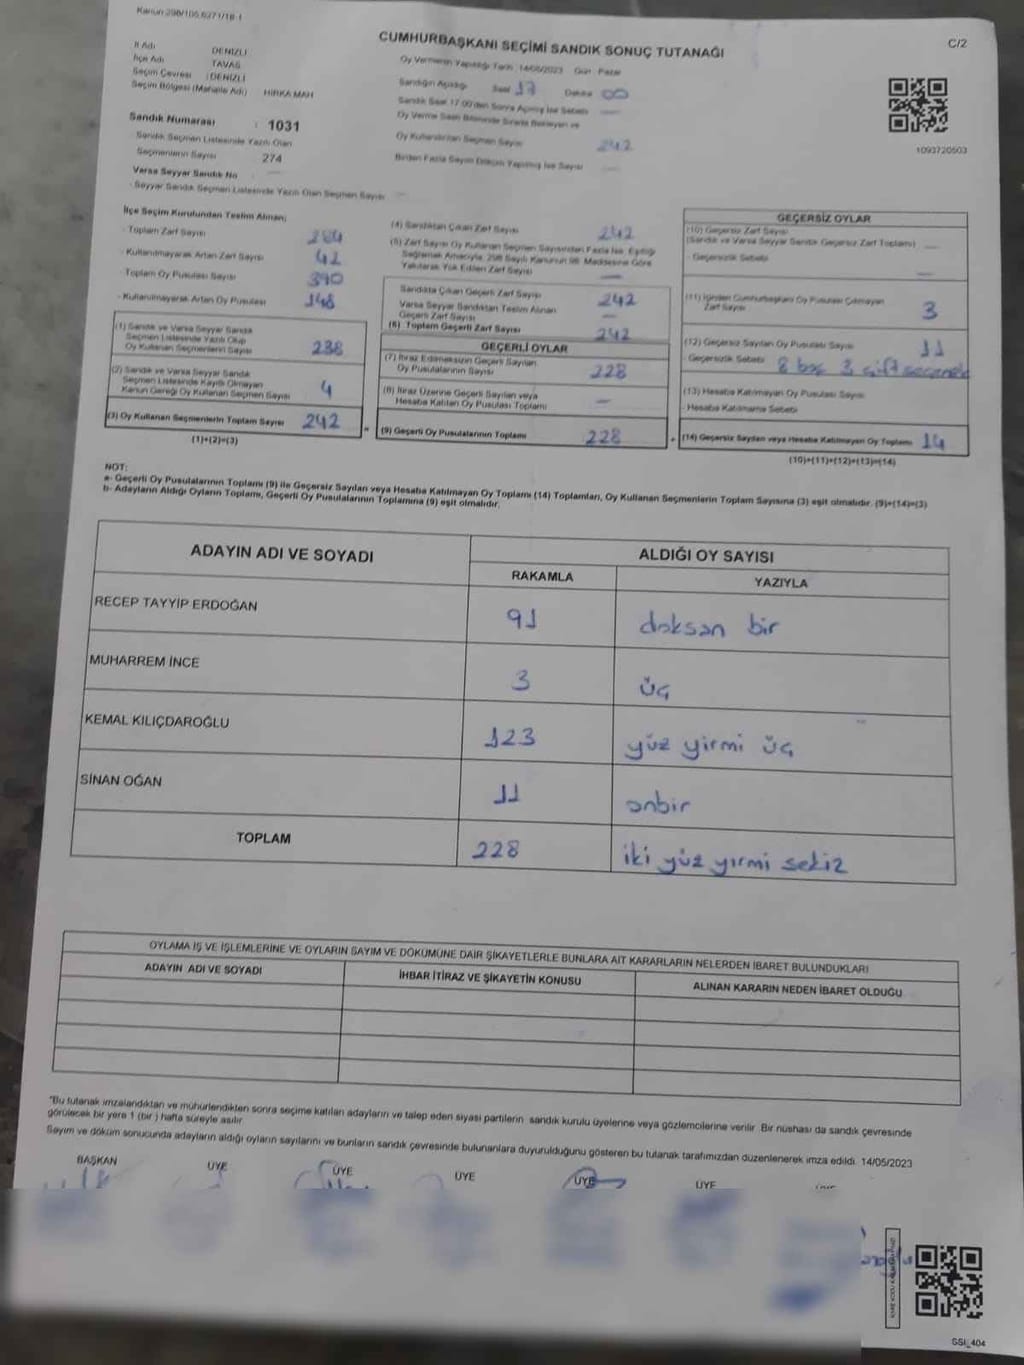 Kanun:298/105,6271/18-1
C/2
CUMHURBAŞKANI SEÇİMİ SANDIK SONUÇ TUTANAĞI
İl Adı DENİZLİ
İlçe Adı TAVAS
Seçim Çevresi : DENİZLİ
Seçim Bölgesi (Mahalle Adı) HIRKA MAH
Oy Vermenin Yapıldığı Tarih 14/05/2023 Gün Pazar
Sandığın Açıldığı Saat 17 Dakika 00
Sandık Saat 17.00'den Sonra Açılmış İse Sebebi
Oy Verme Saati Bitiminde Sırada Bekleyen ve
Oy Kullandırılan Seçmen Sayısı 242
Birden Fazla Sayım Döküm Yapılmış İse Sayısı
1093720503
Sandık Numarası : 1031
Sandık Seçmen Listesinde Yazılı Olan
Seçmenlerin Sayısı 274
Varsa Seyyar Sandık No
- Seyyar Sandık Seçmen Listesinde Yazılı Olan Seçmen Sayısı
İlçe Seçim Kurulundan Teslim Alınan;
- Toplam Zarf Sayısı 284
- Kullanılmayarak Artan Zarf Sayısı 42
- Toplam Oy Pusulası Sayısı 390
- Kullanılmayarak Artan Oy Pusulası 148
(1) Sandık ve Varsa Seyyar Sandık
Seçmen Listesinde Yazılı Olup
Oy Kullanan Seçmenlerin Sayısı 238
(2) Sandık ve Varsa Seyyar Sandık
Seçmen Listesinde Kayıtlı Olmayan
Kanun Gereği Oy Kullanan Seçmen Sayısı 4
(3) Oy Kullanan Seçmenlerin Toplam Sayısı 242
(1)+(2)=(3)
(4) Sandıktan Çıkan Zarf Sayısı 242
(5) Zarf Sayısı Oy Kullanan Seçmen Sayısından Fazla İse, Eşitliği
Sağlamak Amacıyla, 298 Sayılı Kanunun 98. Maddesine Göre
Yakılarak Yok Edilen Zarf Sayısı
Sandıkta Çıkan Geçerli Zarf Sayısı 242
Varsa Seyyar Sandıktan Teslim Alınan
Geçerli Zarf Sayısı
(6) Toplam Geçerli Zarf Sayısı 242
GEÇERLİ OYLAR
(7) İtiraz Edilmeksizin Geçerli Sayılan
Oy Pusulalarının Sayısı 228
(8) İtiraz Üzerine Geçerli Sayılan veya
Hesaba Katılan Oy Pusulası Toplamı
(9) Geçerli Oy Pusulalarının Toplamı 228
GEÇERSİZ OYLAR
(10) Geçersiz Zarf Sayısı
(Sandık ve Varsa Seyyar Sandık Geçersiz Zarf Toplamı)
- Geçersizlik Sebebi
(11) İçinden Cumhurbaşkanı Oy Pusulası Çıkmayan
Zarf Sayısı 3
(12) Geçersiz Sayılan Oy Pusulası Sayısı 11
- Geçersizlik Sebebi 8 boş 3 çift seçenek
(13) Hesaba Katılmayan Oy Pusulası Sayısı
- Hesaba Katılmama Sebebi
(14) Geçersiz Sayılan veya Hesaba Katılmayan Oy Toplamı 14
(10)+(11)+(12)+(13)=(14)
NOT:
a- Geçerli Oy Pusulalarının Toplamı (9) ile Geçersiz Sayılan veya Hesaba Katılmayan Oy Toplamı (14) Toplamları, Oy Kullanan Seçmenlerin Toplam Sayısına (3) eşit olmalıdır. (9)+(14)=(3)
b- Adayların Aldığı Oyların Toplamı, Geçerli Oy Pusulalarının Toplamına (9) eşit olmalıdır.
ADAYIN ADI VE SOYADI ALDIĞI OY SAYISI
RAKAMLA YAZIYLA
RECEP TAYYİP ERDOĞAN 91 doksan bir
MUHARREM İNCE 3 üç
KEMAL KILIÇDAROĞLU 123 yüz yirmi üç
SİNAN OĞAN 11 onbir
TOPLAM 228 iki yüz yirmi sekiz
OYLAMA İŞ VE İŞLEMLERİNE VE OYLARIN SAYIM VE DÖKÜMÜNE DAİR ŞİKAYETLERLE BUNLARA AİT KARARLARIN NELERDEN İBARET BULUNDUKLARI
ADAYIN ADI VE SOYADI İHBAR İTİRAZ VE ŞİKAYETİN KONUSU ALINAN KARARIN NEDEN İBARET OLDUĞU
"Bu tutanak imzalandıktan ve mühürlendikten sonra seçime katılan adayların ve talep eden siyasi partilerin sandık kurulu üyelerine veya gözlemcilerine verilir. Bir nüshası da sandık çevresinde
görülecek bir yere 1 (bir) hafta süreyle asılır.
Sayım ve döküm sonucunda adayların aldığı oyların sayılarını ve bunların sandık çevresinde bulunanlara duyurulduğunu gösteren bu tutanak tarafımızdan düzenlenerek imza edildi. 14/05/2023
BAŞKAN ÜYE ÜYE ÜYE ÜYE ÜYE
SSI_404